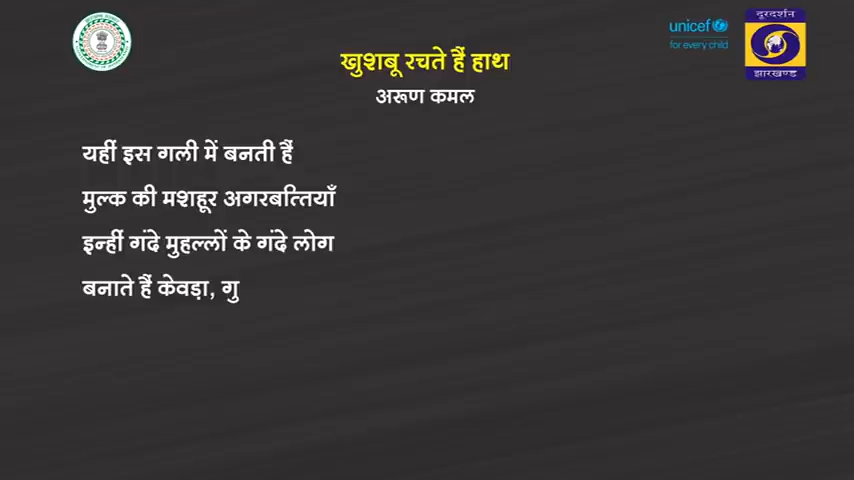 unicef
for every child
दूरदर्शन
झारखण्ड
खुशबू रचते हैं हाथ
अरूण कमल
यहीं इस गली में बनती हैं
मुल्क की मशहूर अगरबत्तियाँ
इन्हीं गंदे मुहल्लों के गंदे लोग
बनाते हैं केवड़ा, गु